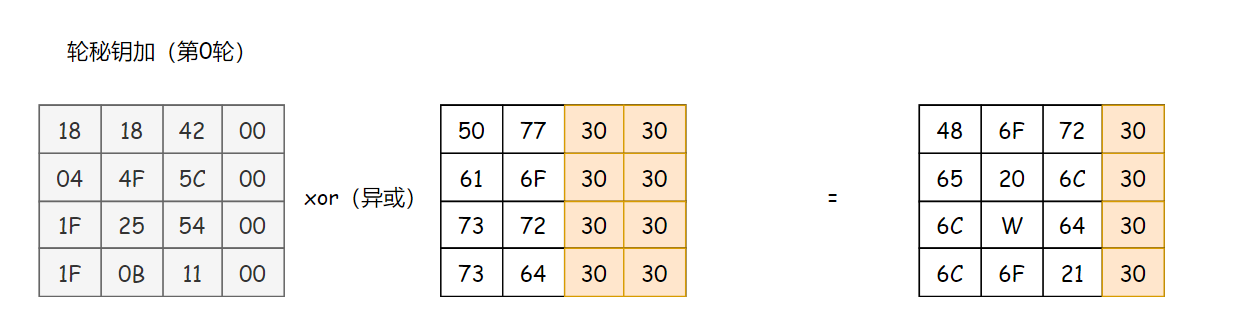 轮秘钥加（第0轮）
18 18 42 00 50 77 30 30 48 6F 72 30
04 4F 5C 00 61 6F 30 30 65 20 6C 30
xor（异或） =
1F 25 54 00 73 72 30 30 6C W 64 30
1F 0B 11 00 73 64 30 30 6C 6F 21 30